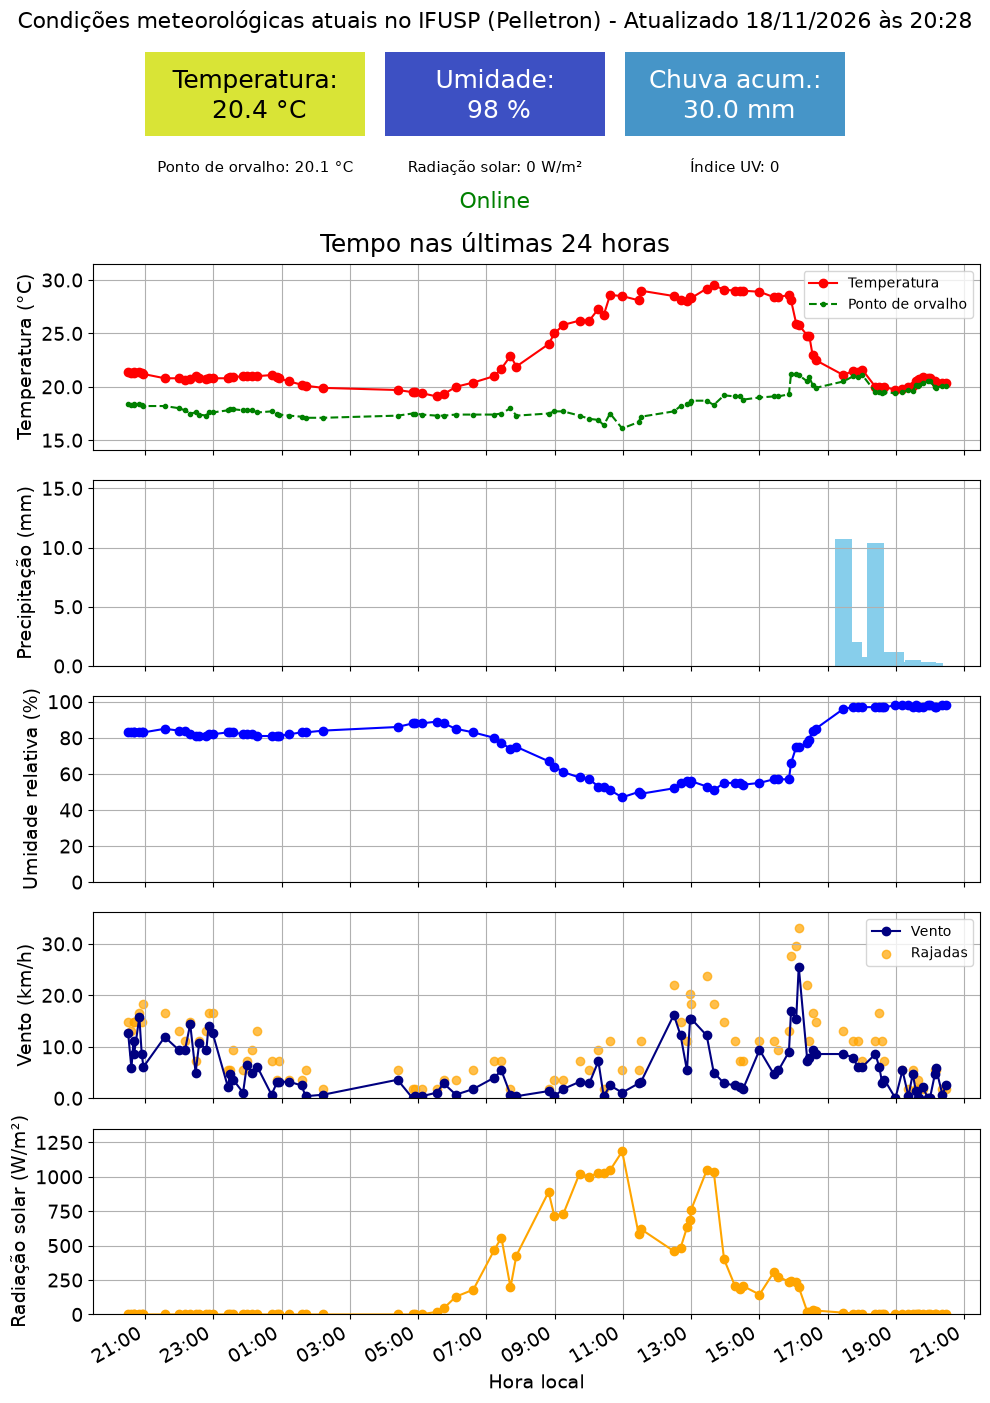 Condições meteorológicas atuais no IFUSP (Pelletron) - Atualizado 18/11/2026 às 20:28
Temperatura:
20.4 °C
Umidade:
98 %
Chuva acum.:
30.0 mm
Ponto de orvalho: 20.1 °C
Radiação solar: 0 W/m²
Índice UV: 0
Online
Tempo nas últimas 24 horas
Temperatura (°C)
30.0
25.0
20.0
15.0
Temperatura
Ponto de orvalho
Precipitação (mm)
15.0
10.0
5.0
0.0
Umidade relativa (%)
100
80
60
40
20
0
Vento (km/h)
30.0
20.0
10.0
0.0
Vento
Rajadas
Radiação solar (W/m²)
1250
1000
750
500
250
0
21:00
23:00
01:00
03:00
05:00
07:00
09:00
11:00
13:00
15:00
17:00
19:00
21:00
Hora local